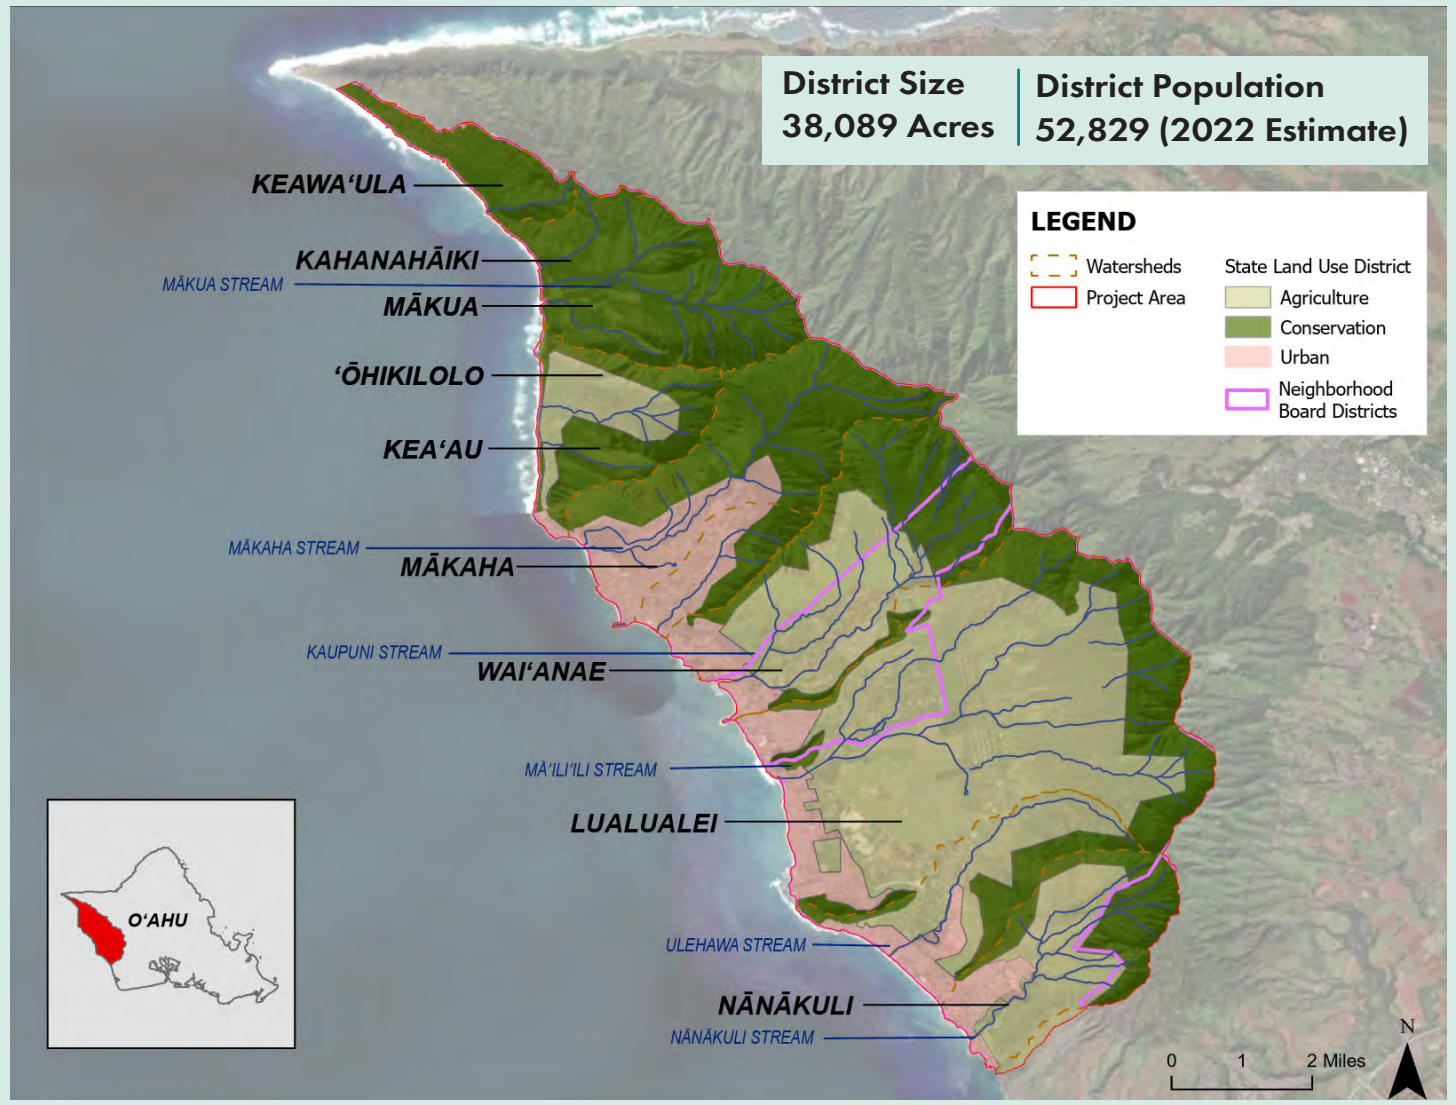 District Size
38,089 Acres
District Population
52,829 (2022 Estimate)
LEGEND
Watersheds
Project Area
State Land Use District
Agriculture
Conservation
Urban
Neighborhood
Board Districts
KEAWAʻULA
KAHANAHĀIKI
MĀKUA STREAM
MĀKUA
ʻŌHIKILOLO
KEAʻAU
MĀKAHA STREAM
MĀKAHA
KAUPUNI STREAM
WAIʻANAE
MĀʻILIʻILI STREAM
LUALUALEI
OʻAHU
ULEHAWA STREAM
NĀNĀKULI
NĀNĀKULI STREAM
N
0 1 2 Miles